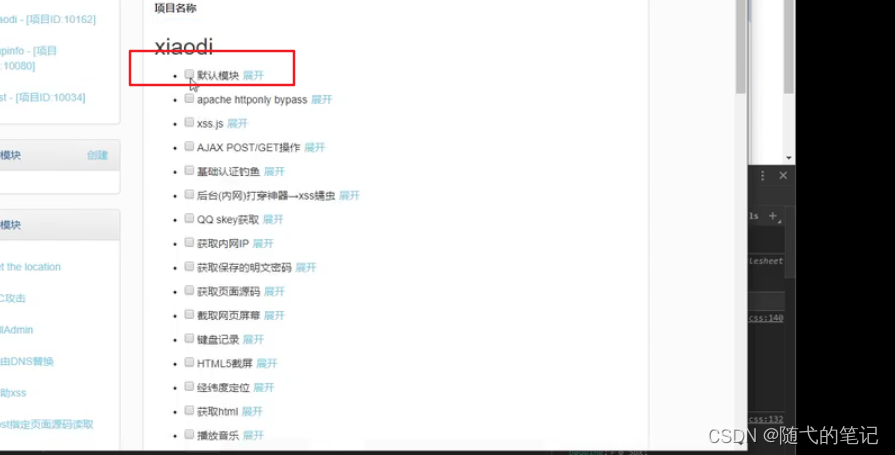 aodi - [项目ID:10162]
pinfo - [项目
:10080]
st - [项目ID:10034]
模块 创建
模块
t the location
C攻击
Admin
由DNS替换
助xss
st指定页面源码读取
项目名称
xiaodi
默认模块 展开
apache httponly bypass 展开
xss.js 展开
AJAX POST/GET操作 展开
基础认证钓鱼 展开
后台(内网)打穿神器→xss蠕虫 展开
QQ skey获取 展开
获取内网IP 展开
获取保存的明文密码 展开
获取页面源码 展开
截取网页屏幕 展开
键盘记录 展开
HTML5截屏 展开
经纬度定位 展开
获取html 展开
播放音乐 展开
ls
lesheet
css:140
css:132
CSDN @随弋的笔记